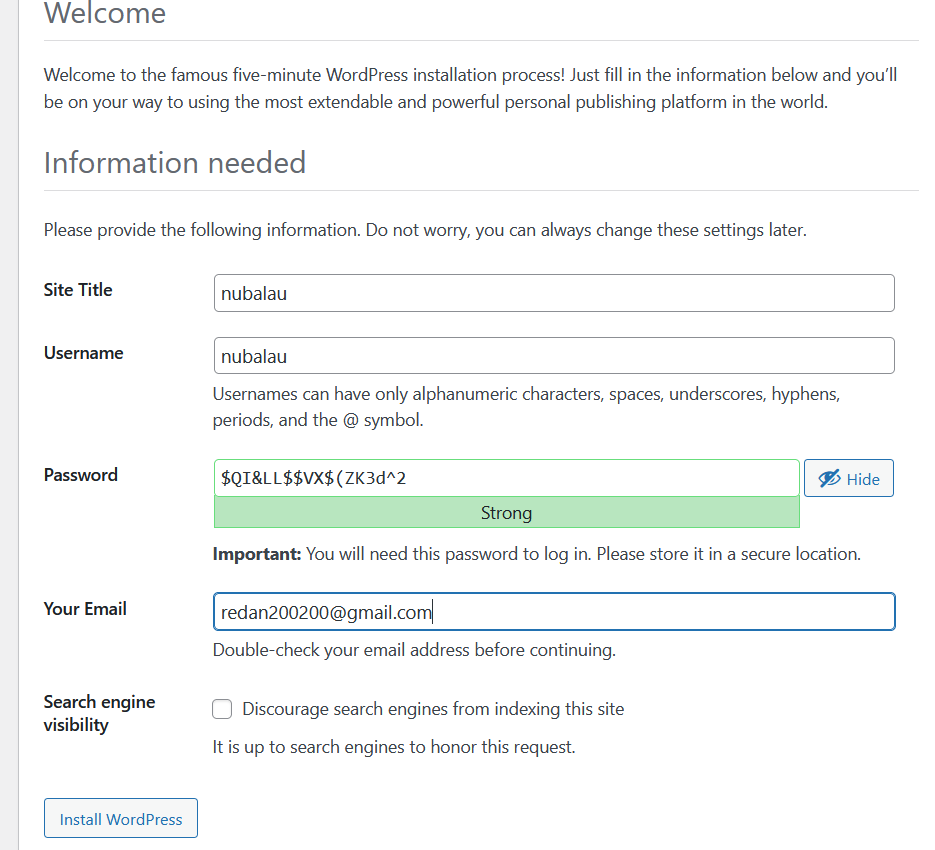 Welcome
Welcome to the famous five-minute WordPress installation process! Just fill in the information below and you’ll
be on your way to using the most extendable and powerful personal publishing platform in the world.
Information needed
Please provide the following information. Do not worry, you can always change these settings later.
Site Title
nubalau
Username
nubalau
Usernames can have only alphanumeric characters, spaces, underscores, hyphens,
periods, and the @ symbol.
Password
$QI&LL$$VX$(ZK3d^2
Hide
Strong
Important: You will need this password to log in. Please store it in a secure location.
Your Email
redan200200@gmail.com
Double-check your email address before continuing.
Search engine
visibility
Discourage search engines from indexing this site
It is up to search engines to honor this request.
Install WordPress